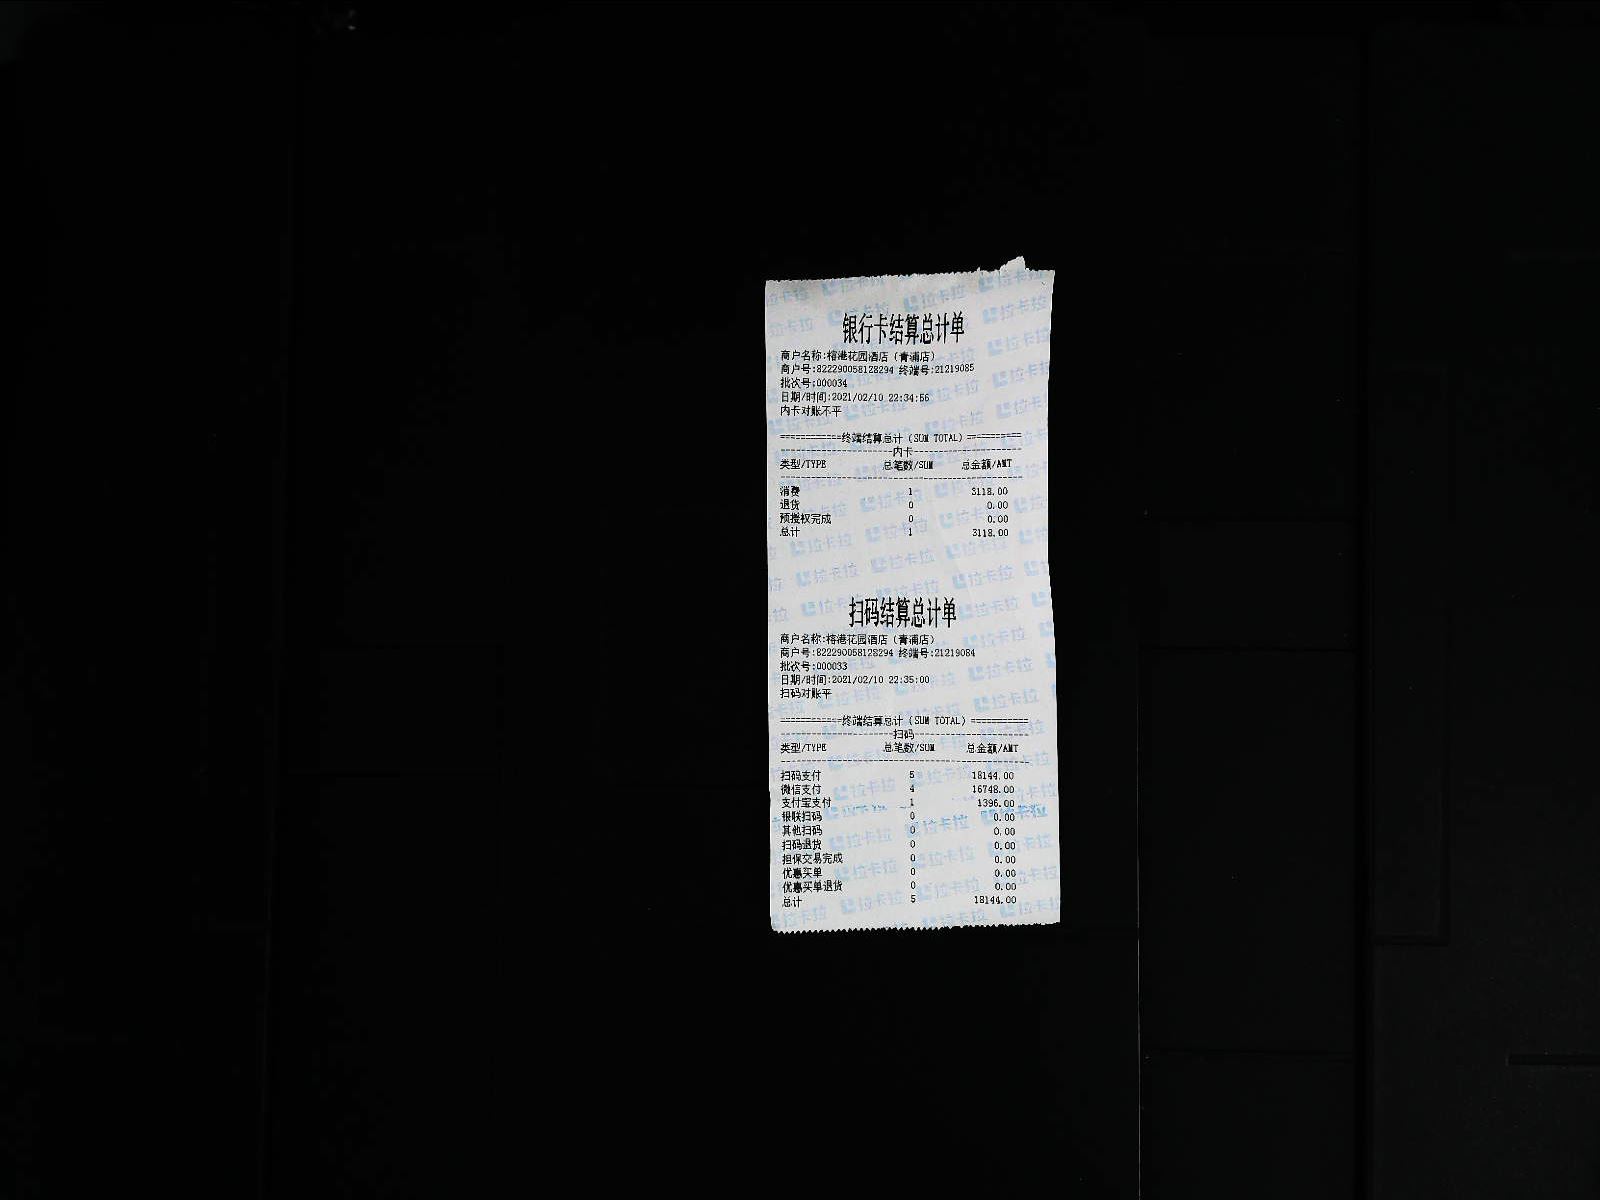 银行卡结算总计单
商户名称:榕港花园酒店（青浦店）
商户号:822290058128294 终端号:21219085
批次号:000034
日期/时间:2021/02/10 22:34:56
内卡对账不平
============终端结算总计（SUM TOTAL）==========
----------------------内卡----------------------
类型/TYPE 总笔数/SUM 总金额/AMT
消费 1 3118.00
退货 0 0.00
预授权完成 0 0.00
总计 1 3118.00
扫码结算总计单
商户名称:榕港花园酒店（青浦店）
商户号:822290058128294 终端号:21219084
批次号:000033
日期/时间:2021/02/10 22:35:00
扫码对账平
============终端结算总计（SUM TOTAL）===========
----------------------扫码----------------------
类型/TYPE 总笔数/SUM 总金额/AMT
扫码支付 5 18144.00
微信支付 4 16748.00
支付宝支付 1 1396.00
银联扫码 0 0.00
其他扫码 0 0.00
扫码退货 0 0.00
担保交易完成 0 0.00
优惠买单 0 0.00
优惠买单退货 0 0.00
总计 5 18144.00
拉卡拉